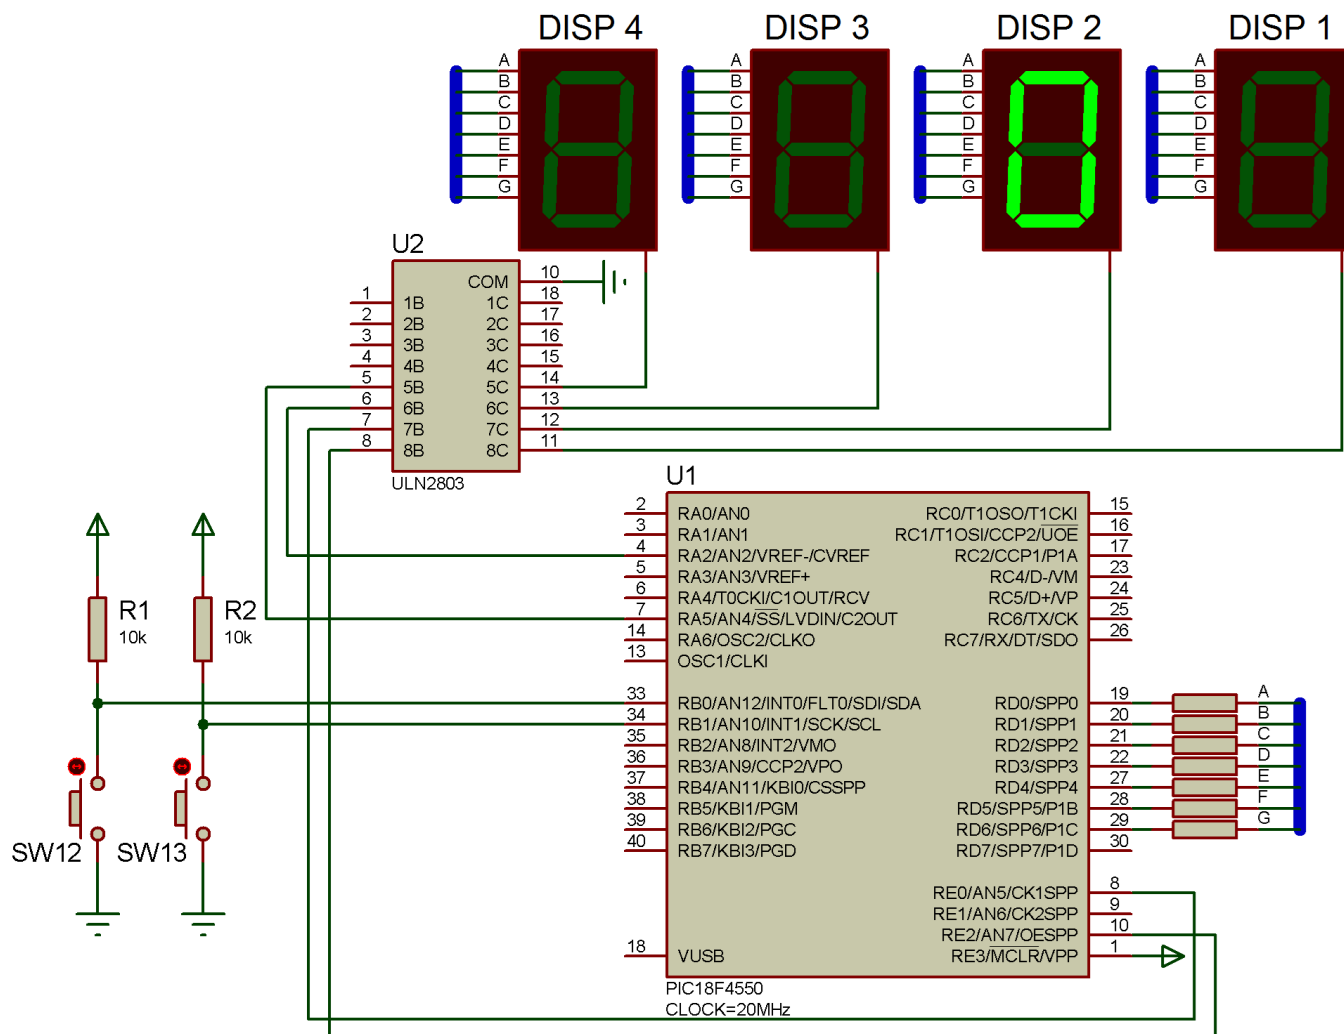 DISP 4 DISP 3 DISP 2 DISP 1
A A A A
B B B B
C C C C
D D D D
E E E E
F F F F
G G G G
U2
COM 10
1 1B 1C 18
2 2B 2C 17
3 3B 3C 16
4 4B 4C 15
5 5B 5C 14
6 6B 6C 13
7 7B 7C 12
8 8B 8C 11
ULN2803
U1
2 RA0/AN0 RC0/T1OSO/T1CKI 15
3 RA1/AN1 RC1/T1OSI/CCP2/UOE 16
4 RA2/AN2/VREF-/CVREF RC2/CCP1/P1A 17
5 RA3/AN3/VREF+ RC4/D-/VM 23
6 RA4/T0CKI/C1OUT/RCV RC5/D+/VP 24
7 RA5/AN4/SS/LVDIN/C2OUT RC6/TX/CK 25
14 RA6/OSC2/CLKO RC7/RX/DT/SDO 26
13 OSC1/CLKI
R1
10k
R2
10k
33 RB0/AN12/INT0/FLT0/SDI/SDA RD0/SPP0 19 A
34 RB1/AN10/INT1/SCK/SCL RD1/SPP1 20 B
35 RB2/AN8/INT2/VMO RD2/SPP2 21 C
36 RB3/AN9/CCP2/VPO RD3/SPP3 22 D
37 RB4/AN11/KBI0/CSSPP RD4/SPP4 27 E
38 RB5/KBI1/PGM RD5/SPP5/P1B 28 F
39 RB6/KBI2/PGC RD6/SPP6/P1C 29 G
40 RB7/KBI3/PGD RD7/SPP7/P1D 30
SW12 SW13
RE0/AN5/CK1SPP 8
RE1/AN6/CK2SPP 9
RE2/AN7/OESPP 10
18 VUSB RE3/MCLR/VPP 1
PIC18F4550
CLOCK=20MHz